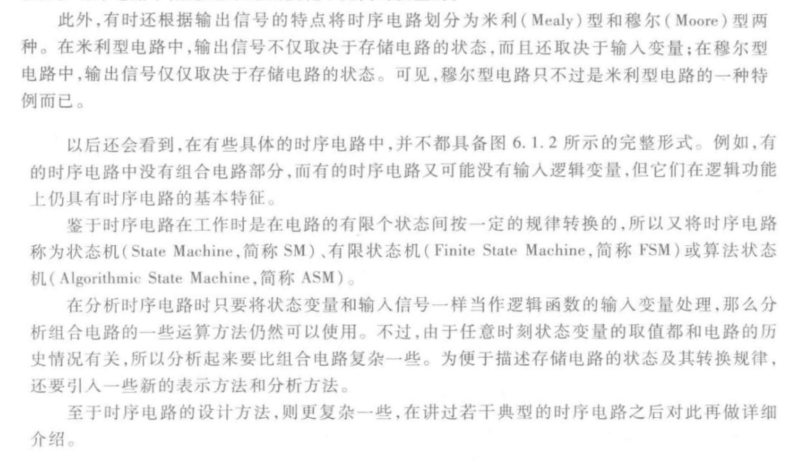 此外,有时还根据输出信号的特点将时序电路划分为米利(Mealy)型和穆尔(Moore)型两
种。在米利型电路中,输出信号不仅取决于存储电路的状态,而且还取决于输入变量;在穆尔型
电路中,输出信号仅仅取决于存储电路的状态。可见,穆尔型电路只不过是米利型电路的一种特
例而已。
以后还会看到,在有些具体的时序电路中,并不都具备图 6.1.2 所示的完整形式。例如,有
的时序电路中没有组合电路部分,而有的时序电路又可能没有输入逻辑变量,但它们在逻辑功能
上仍具有时序电路的基本特征。
鉴于时序电路在工作时是在电路的有限个状态间按一定的规律转换的,所以又将时序电路
称为状态机(State Machine,简称 SM)、有限状态机(Finite State Machine,简称 FSM)或算法状态
机(Algorithmic State Machine,简称 ASM)。
在分析时序电路时只要将状态变量和输入信号一样当作逻辑函数的输入变量处理,那么分
析组合电路的一些运算方法仍然可以使用。不过,由于任意时刻状态变量的取值都和电路的历
史情况有关,所以分析起来要比组合电路复杂一些。为便于描述存储电路的状态及其转换规律,
还要引入一些新的表示方法和分析方法。
至于时序电路的设计方法,则更复杂一些,在讲过若干典型的时序电路之后对此再做详细
介绍。